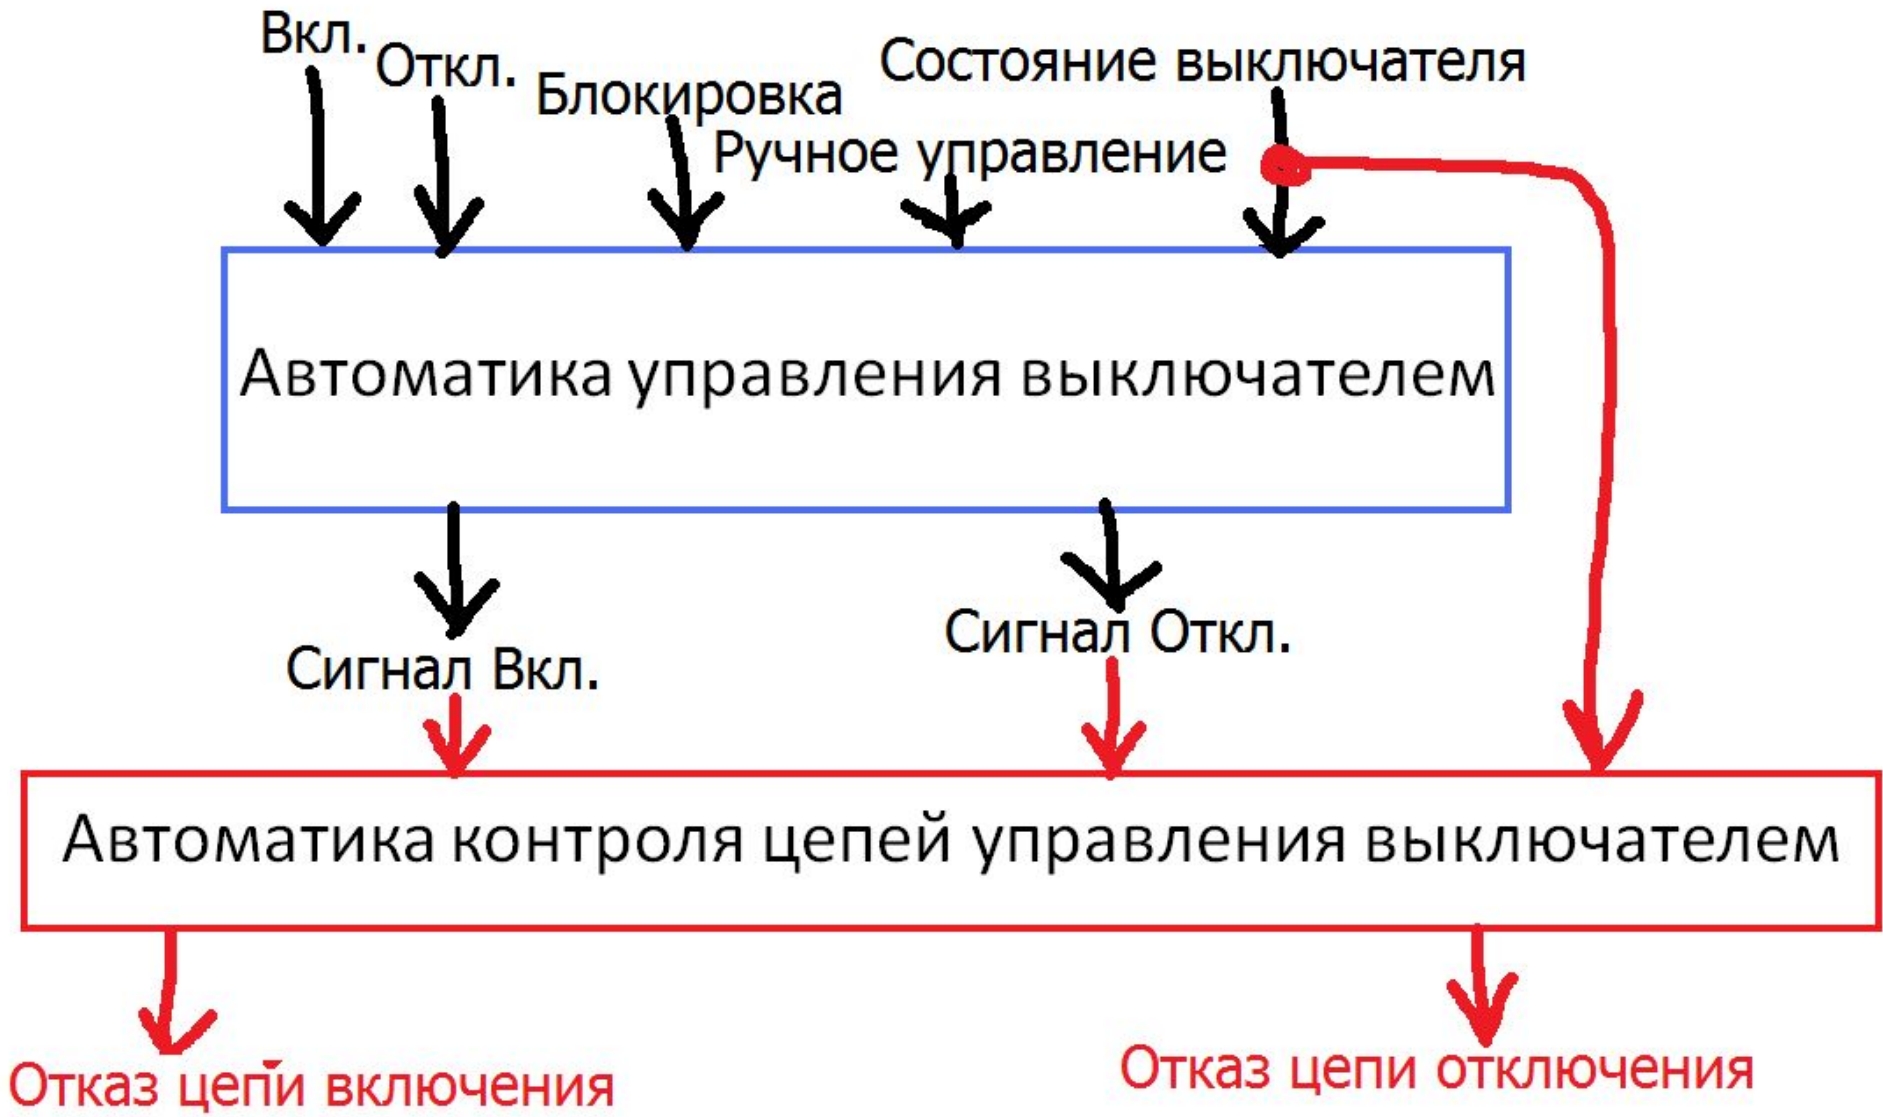 Вкл.
Откл.
Блокировка
Состояние выключателя
Ручное управление
Автоматика управления выключателем
Сигнал Вкл.
Сигнал Откл.
Автоматика контроля цепей управления выключателем
Отказ цепи включения
Отказ цепи отключения